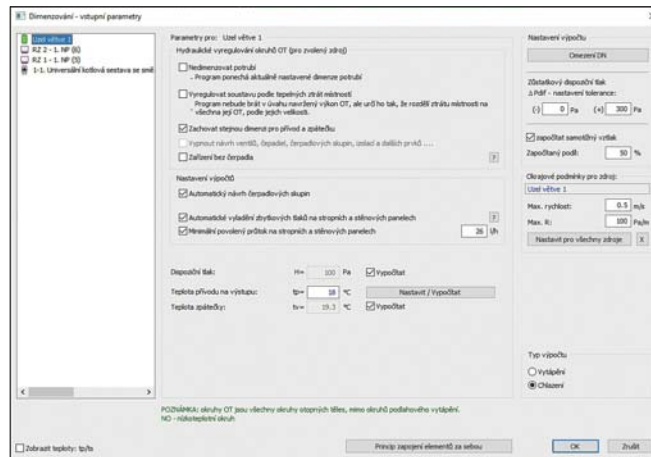 Dimenzování - vstupní parametry
Uzel větve 1
RZ 2 - 1. NP (6)
RZ 1 - 1. NP (5)
1-1. Universální kotlová sestava se smě
Parametry pro: Uzel větve 1
Hydraulické vyregulování okruhů OT (pro zvolený zdroj)
Nedimenzovat potrubí
- Program ponechá aktuálně nastavené dimenze potrubí
Vyregulovat soustavu podle tepelných ztrát místností
Program nebude brát v úvahu navržený výkon OT, ale určí ho tak, že rozdělí ztrátu místnosti na
všechna její OT, podle jejich velikosti.
Zachovat stejnou dimenzi pro přívod a zpátečku
Vypnout návrh ventilů, čepadel, čerpadlových skupin, izolací a dalších prvků ....
Zařízení bez čerpadla
?
Nastavení výpočtů
Automatický návrh čerpadlových skupin
Automatické vyladění zbytkových tlaků na stropních a stěnových panelech
?
Minimální povolený průtok na stropních a stěnových panelech
26 l/h
Dispoziční tlak: H= 100 Pa Vypočítat
Teplota přívodu na výstupu: tp= 18 °C Nastavit / Vypočítat
Teplota zpátečky: tv= 19.3 °C Vypočítat
POZNÁMKA: okruhy OT jsou všechny okruhy otopných těles, mimo okruhů podlahového vytápění.
NO - nízkoteplotní okruh
Nastavení výpočtu
Omezení DN
Zůstatkový dispoziční tlak
Δ Pdif - nastavení tolerance:
(-) 0 Pa (+) 300 Pa
započítat samotížný vztlak
Započítaný podíl: 50 %
Okrajové podmínky pro zdroj:
Uzel větve 1
Max. rychlost: 0.5 m/s
Max. R: 100 Pa/m
Nastavit pro všechny zdroje X
Typ výpočtu
Vytápění
Chlazení
Zobrazit teploty: tp/ts
Princip zapojení elementů za sebou
OK
Zrušit